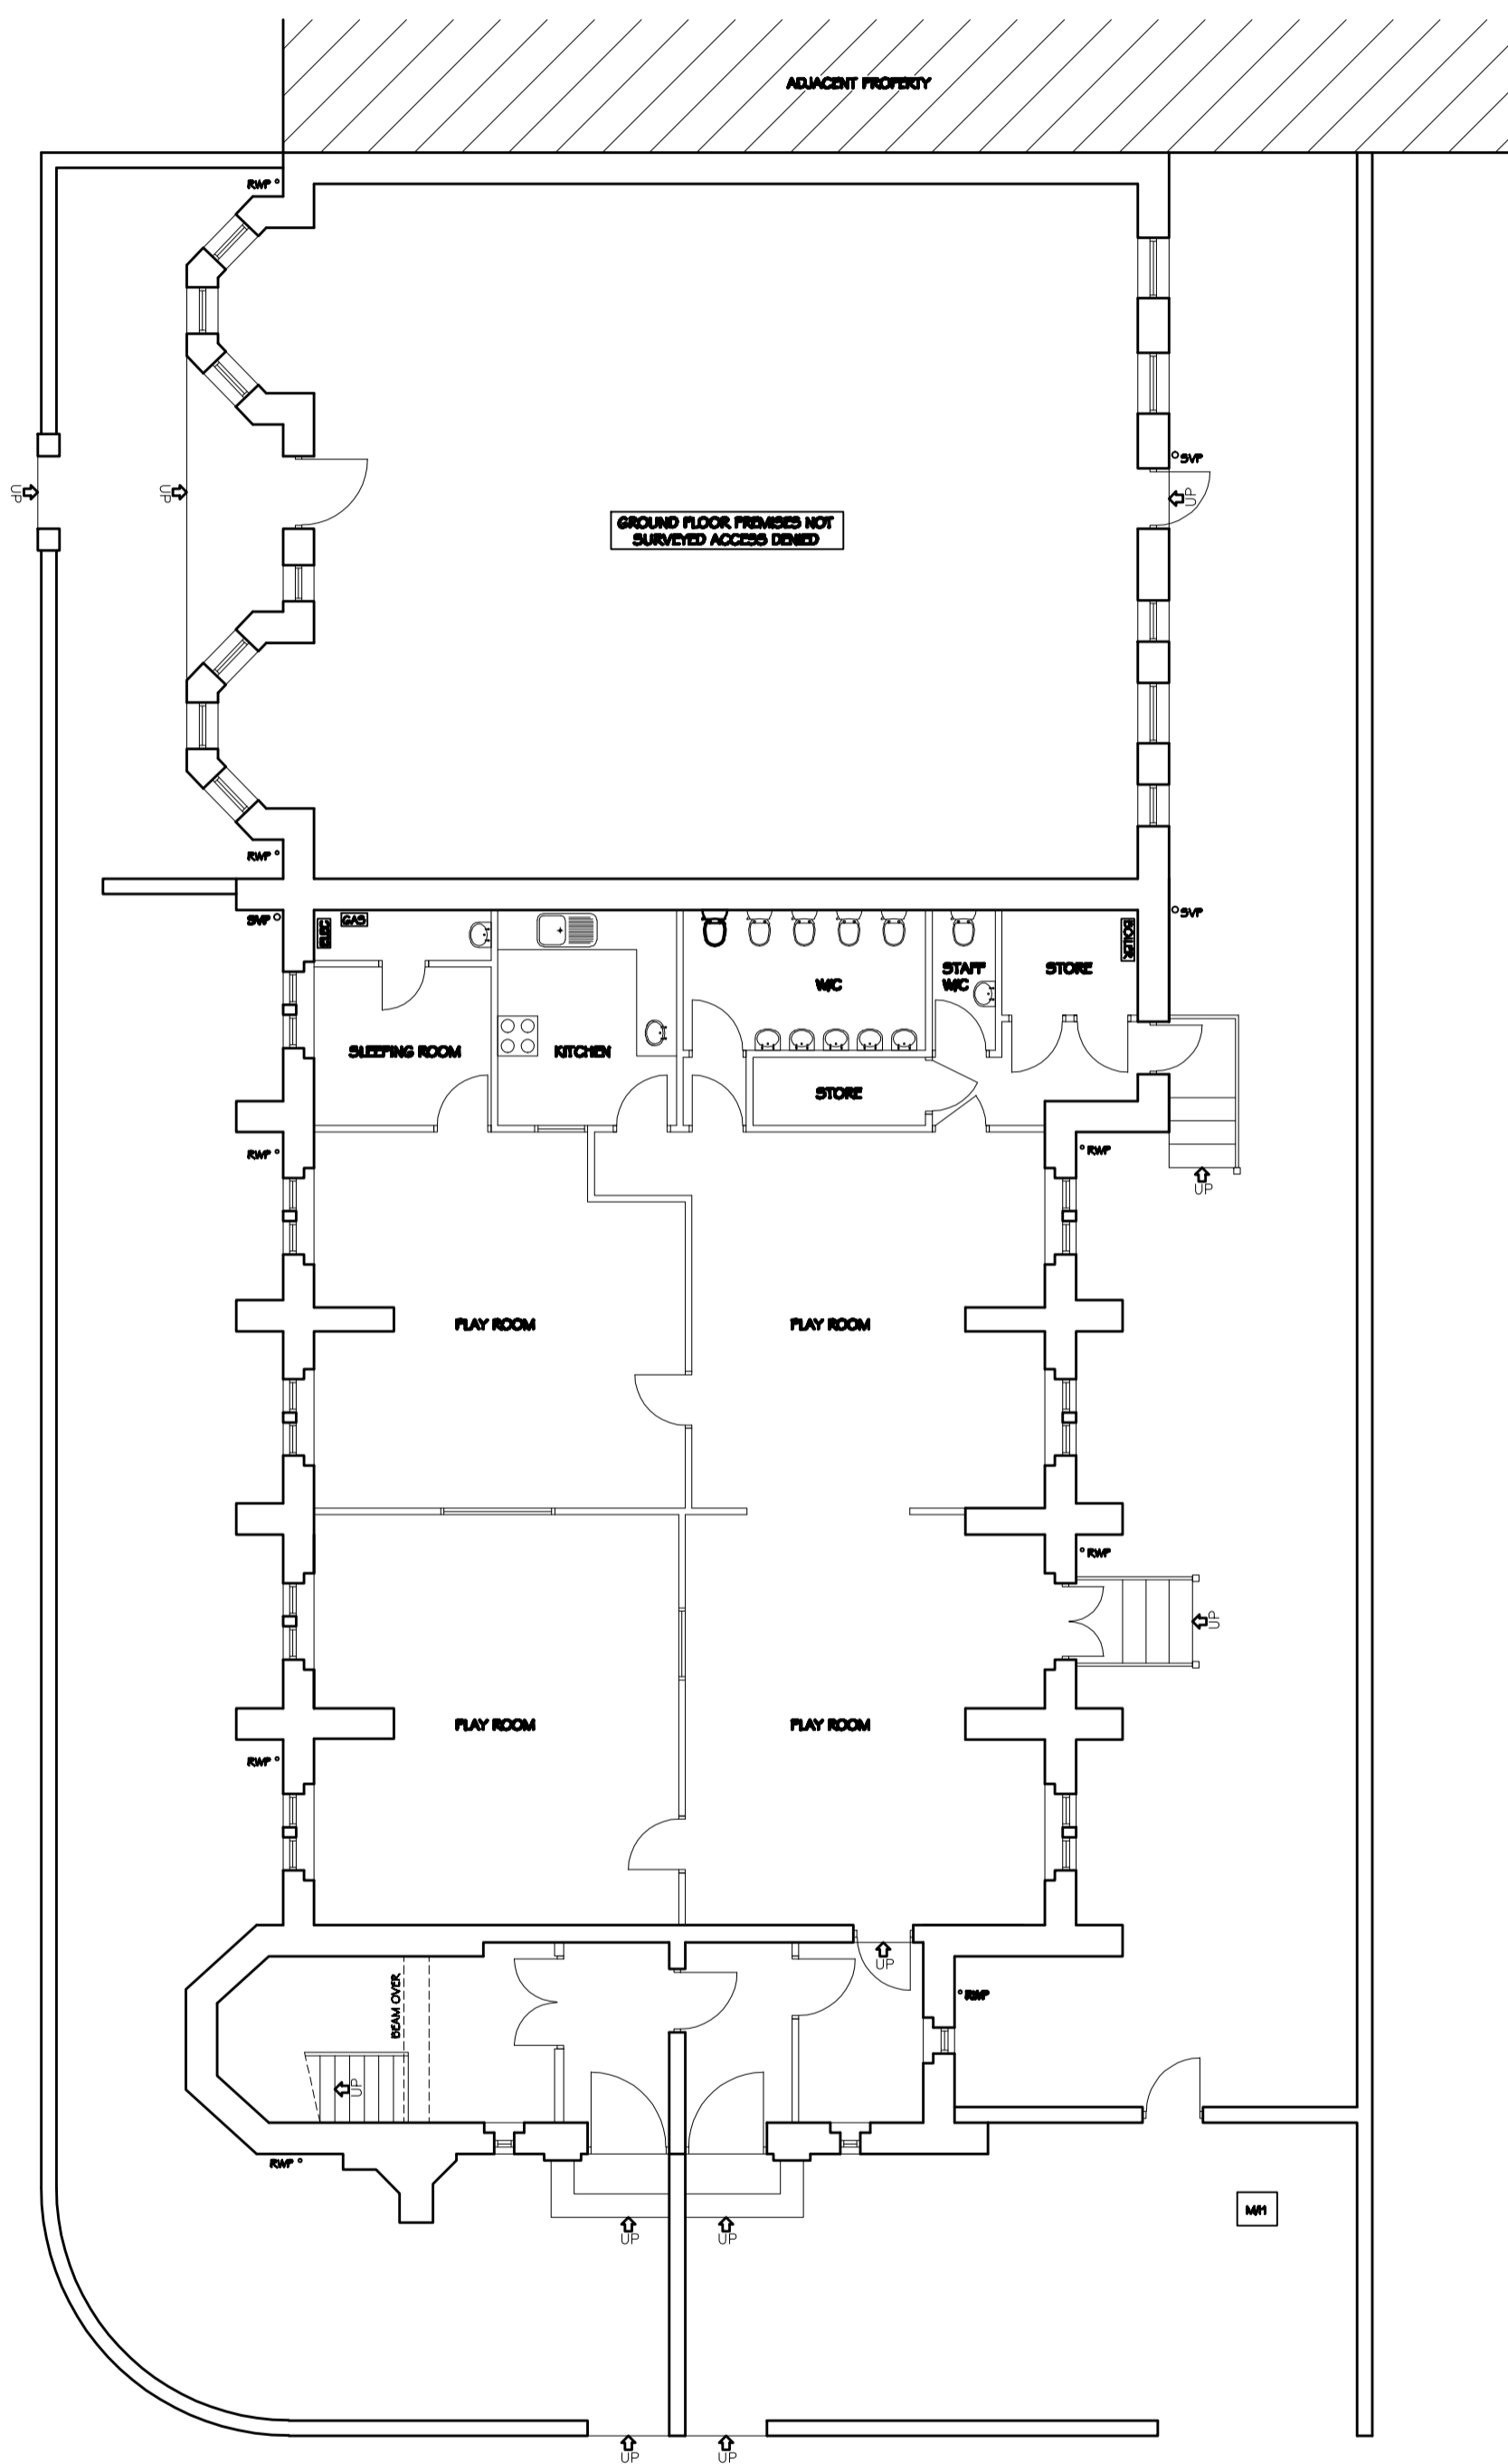 ADJACENT PROPERTY
RWP
SVP
UP
UP
UP
GROUND FLOOR PREMISES NOT
SURVEYED ACCESS DENIED
RWP
SVP
SVP
ELEC
GAS
BOILER
STAFF
W/C
STORE
W/C
SLEEPING ROOM
KITCHEN
STORE
RWP
RWP
UP
PLAY ROOM
PLAY ROOM
RWP
UP
PLAY ROOM
PLAY ROOM
RWP
UP
BEAM OVER
RWP
UP
RWP
M/H
UP
UP
UP
UP